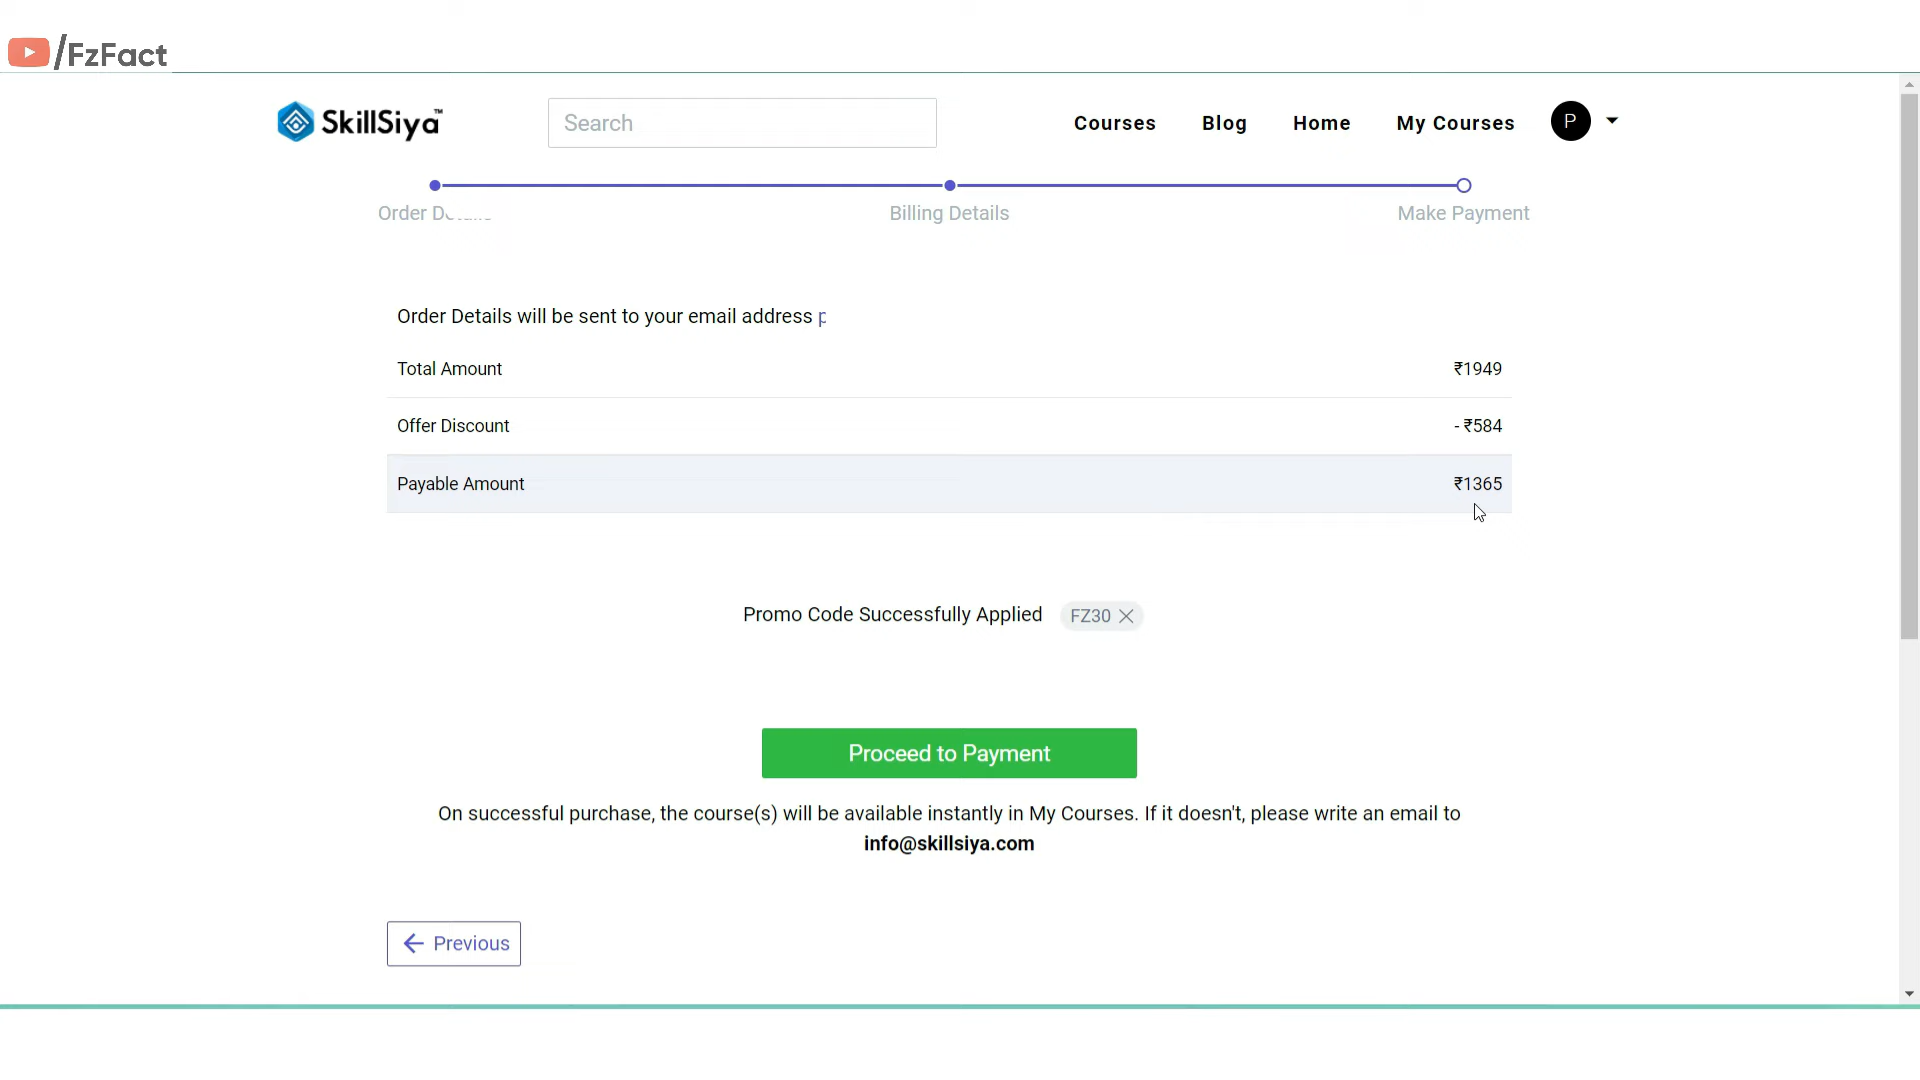 /FzFact
SkillSiya™
Search
Courses
Blog
Home
My Courses
P
Order
Billing Details
Make Payment
Order Details will be sent to your email address p
Total Amount
₹1949
Offer Discount
- ₹584
Payable Amount
₹1365
Promo Code Successfully Applied
FZ30
Proceed to Payment
On successful purchase, the course(s) will be available instantly in My Courses. If it doesn't, please write an email to
info@skillsiya.com
Previous